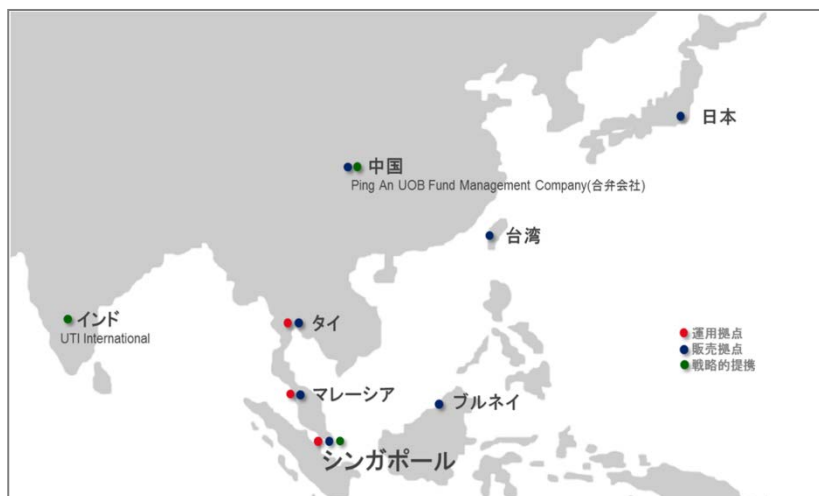 日本
中国
Ping An UOB Fund Management Company(合弁会社)
台湾
インド
UTI International
タイ
運用拠点
販売拠点
戦略的提携
マレーシア
ブルネイ
シンガポール